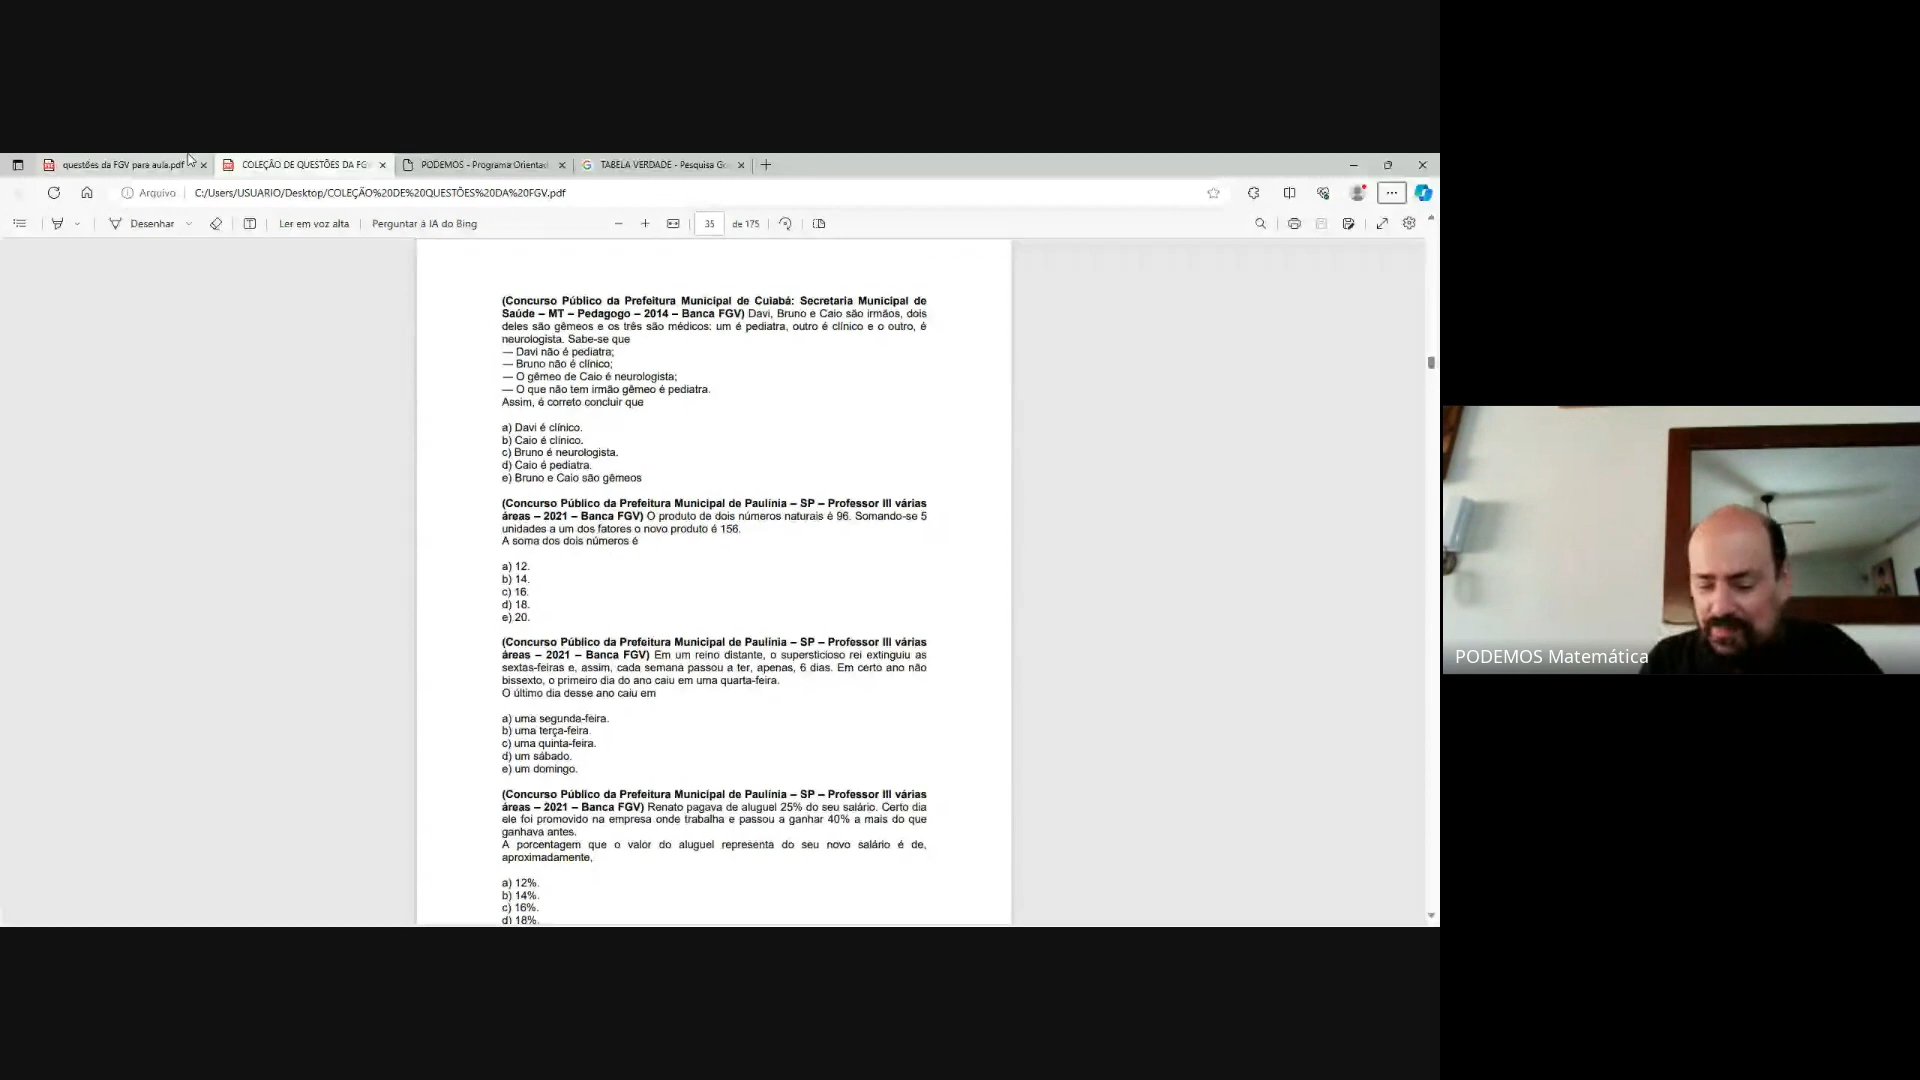 questões da FGV para aula.pdf
COLEÇÃO DE QUESTÕES DA FG
PODEMOS - Programa Orientad
TABELA VERDADE - Pesquisa Go
Arquivo C:/Users/USUARIO/Desktop/COLEÇÃO%20DE%20QUESTÕES%20DA%20FGV.pdf
Desenhar Ler em voz alta Perguntar à IA do Bing 35 de 175
(Concurso Público da Prefeitura Municipal de Cuiabá: Secretaria Municipal de
Saúde – MT – Pedagogo – 2014 – Banca FGV) Davi, Bruno e Caio são irmãos, dois
deles são gêmeos e os três são médicos: um é pediatra, outro é clínico e o outro, é
neurologista. Sabe-se que
— Davi não é pediatra;
— Bruno não é clínico;
— O gêmeo de Caio é neurologista;
— O que não tem irmão gêmeo é pediatra.
Assim, é correto concluir que
a) Davi é clínico.
b) Caio é clínico.
c) Bruno é neurologista.
d) Caio é pediatra.
e) Bruno e Caio são gêmeos
(Concurso Público da Prefeitura Municipal de Paulínia – SP – Professor III várias
áreas – 2021 – Banca FGV) O produto de dois números naturais é 96. Somando-se 5
unidades a um dos fatores o novo produto é 156.
A soma dos dois números é
a) 12.
b) 14.
c) 16.
d) 18.
e) 20.
(Concurso Público da Prefeitura Municipal de Paulínia – SP – Professor III várias
áreas – 2021 – Banca FGV) Em um reino distante, o supersticioso rei extinguiu as
sextas-feiras e, assim, cada semana passou a ter, apenas, 6 dias. Em certo ano não
bissexto, o primeiro dia do ano caiu em uma quarta-feira.
O último dia desse ano caiu em
a) uma segunda-feira.
b) uma terça-feira.
c) uma quinta-feira.
d) um sábado.
e) um domingo.
(Concurso Público da Prefeitura Municipal de Paulínia – SP – Professor III várias
áreas – 2021 – Banca FGV) Renato pagava de aluguel 25% do seu salário. Certo dia
ele foi promovido na empresa onde trabalha e passou a ganhar 40% a mais do que
ganhava antes.
A porcentagem que o valor do aluguel representa do seu novo salário é de,
aproximadamente,
a) 12%.
b) 14%.
c) 16%.
d) 18%.
PODEMOS Matemática